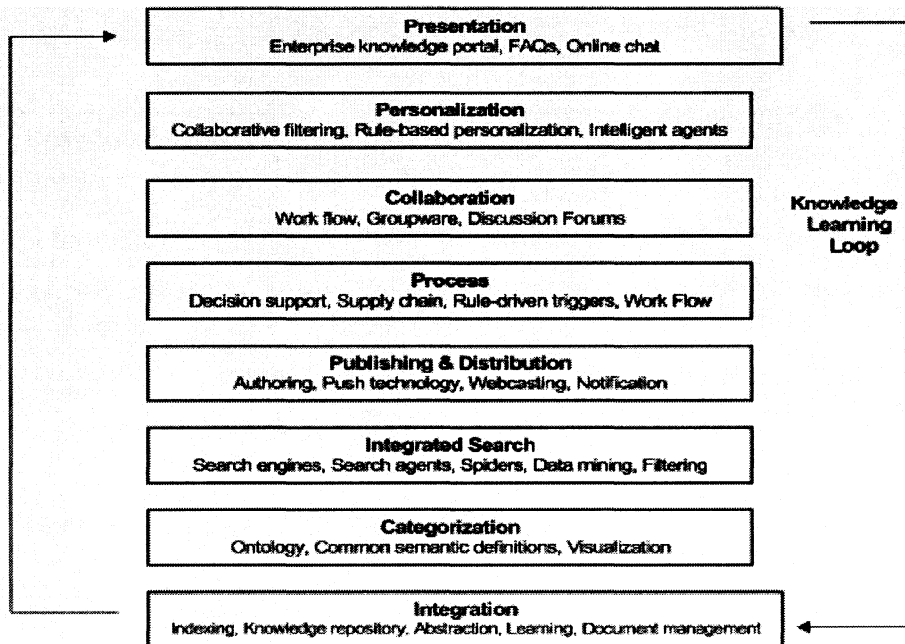 Presentation
Enterprise knowledge portal, FAQs, Online chat
Personalization
Collaborative filtering, Rule-based personalization, Intelligent agents
Collaboration
Work flow, Groupware, Discussion Forums
Knowledge
Learning
Loop
Process
Decision support, Supply chain, Rule-driven triggers, Work Flow
Publishing & Distribution
Authoring, Push technology, Webcasting, Notification
Integrated Search
Search engines, Search agents, Spiders, Data mining, Filtering
Categorization
Ontology, Common semantic definitions, Visualization
Integration
Indexing, Knowledge repository, Abstraction, Learning, Document management